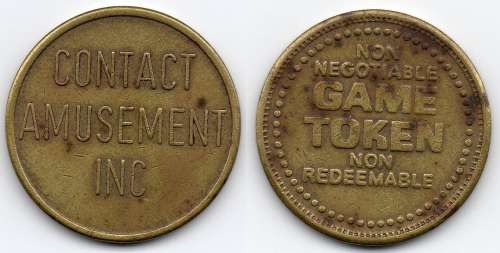 CONTACT
AMUSEMENT
INC
NON
NEGOTIABLE
GAME
TOKEN
NON
REDEEMABLE